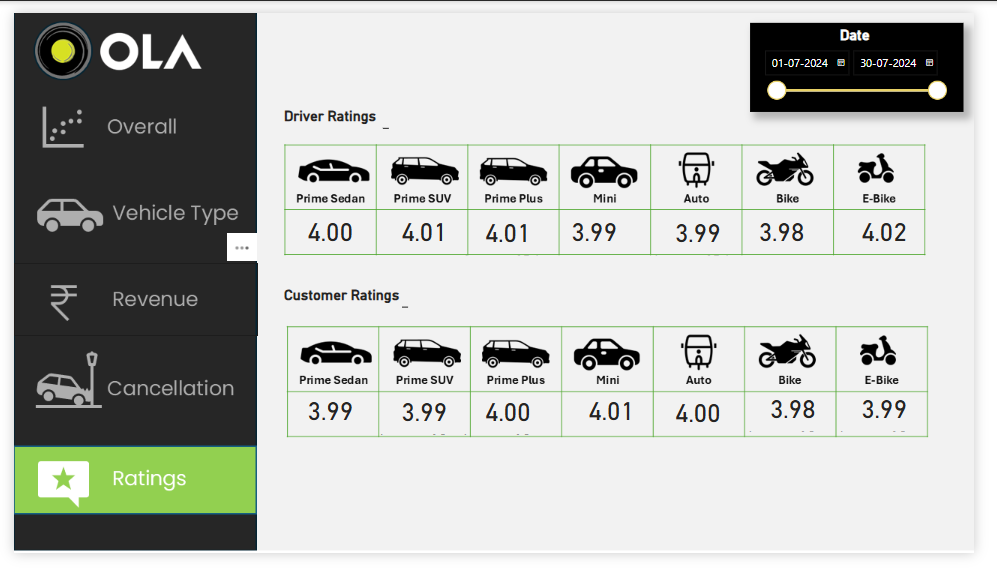 OLA
Date
01-07-2024 30-07-2024
Overall
Vehicle Type
...
Revenue
Cancellation
Ratings
Driver Ratings _
Prime Sedan Prime SUV Prime Plus Mini Auto Bike E-Bike
4.00 4.01 4.01 3.99 3.99 3.98 4.02
Customer Ratings _
Prime Sedan Prime SUV Prime Plus Mini Auto Bike E-Bike
3.99 3.99 4.00 4.01 4.00 3.98 3.99